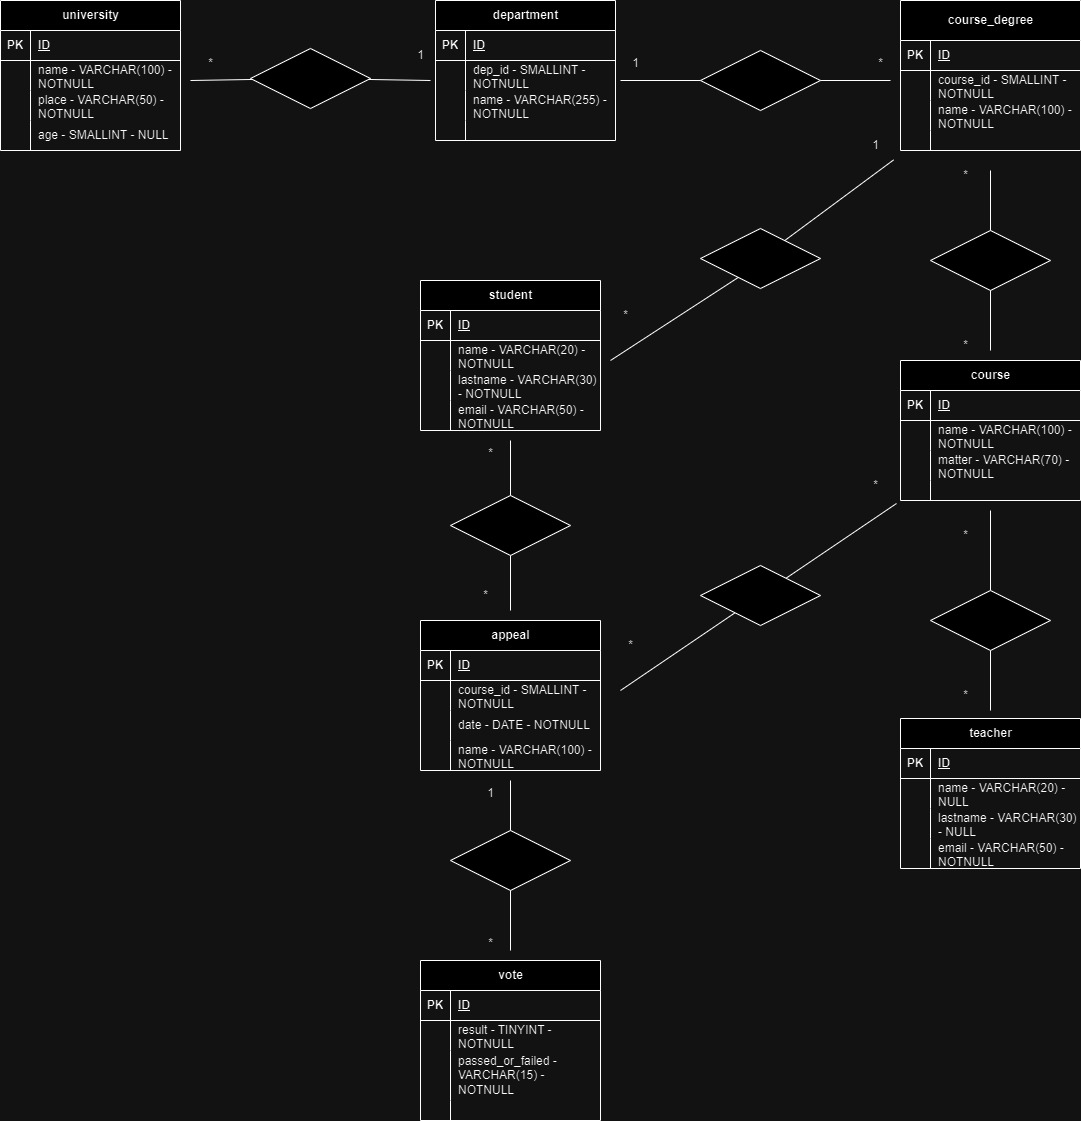 university
PK ID
name - VARCHAR(100) -
NOTNULL
place - VARCHAR(50) -
NOTNULL
age - SMALLINT - NULL
*
1
department
PK ID
dep_id - SMALLINT -
NOTNULL
name - VARCHAR(255) -
NOTNULL
1
*
course_degree
PK ID
course_id - SMALLINT -
NOTNULL
name - VARCHAR(100) -
NOTNULL
1
*
*
*
student
PK ID
name - VARCHAR(20) -
NOTNULL
lastname - VARCHAR(30)
- NOTNULL
email - VARCHAR(50) -
NOTNULL
course
PK ID
name - VARCHAR(100) -
NOTNULL
matter - VARCHAR(70) -
NOTNULL
*
*
*
*
*
*
appeal
PK ID
course_id - SMALLINT -
NOTNULL
date - DATE - NOTNULL
name - VARCHAR(100) -
NOTNULL
teacher
PK ID
name - VARCHAR(20) -
NULL
lastname - VARCHAR(30)
- NULL
email - VARCHAR(50) -
NOTNULL
1
*
vote
PK ID
result - TINYINT -
NOTNULL
passed_or_failed -
VARCHAR(15) -
NOTNULL